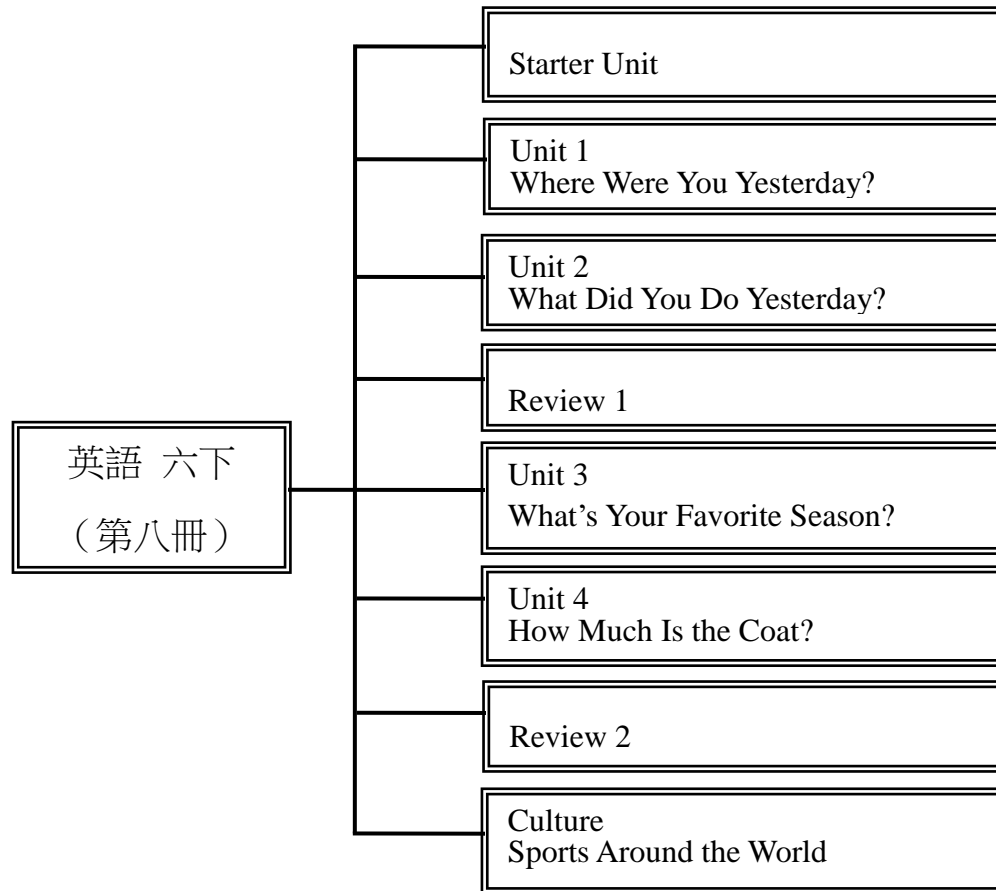 英語 六下
（第八冊）
Starter Unit
Unit 1
Where Were You Yesterday?
Unit 2
What Did You Do Yesterday?
Review 1
Unit 3
What’s Your Favorite Season?
Unit 4
How Much Is the Coat?
Review 2
Culture
Sports Around the World